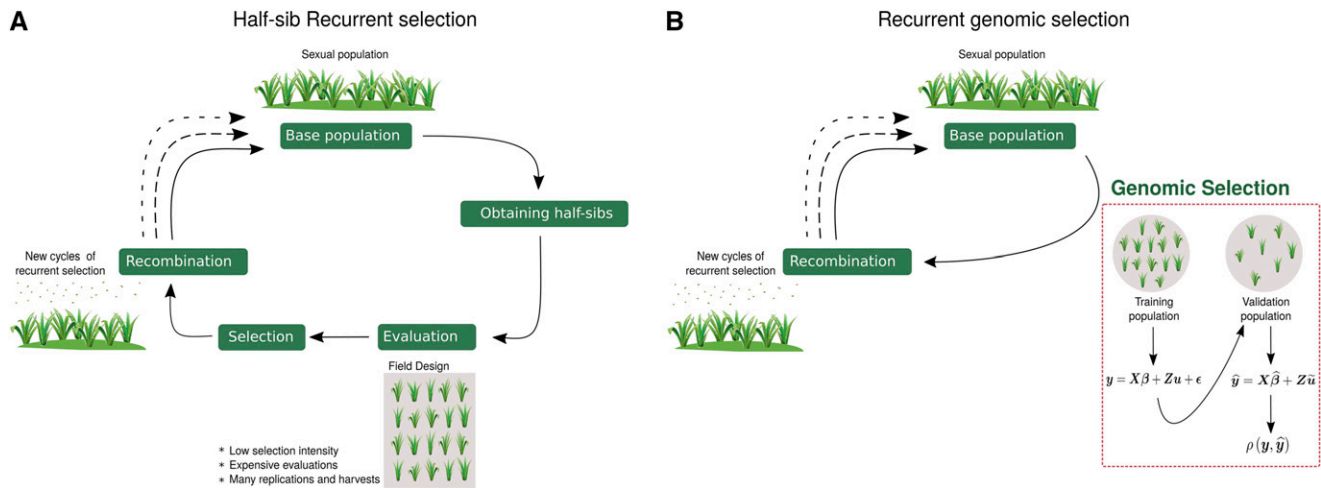 A
Half-sib Recurrent selection
Sexual population
Base population
Obtaining half-sibs
New cycles of
recurrent selection
Recombination
Selection
Evaluation
Field Design
* Low selection intensity
* Expensive evaluations
* Many replications and harvests
B
Recurrent genomic selection
Sexual population
Base population
Genomic Selection
New cycles of
recurrent selection
Recombination
Training
population
Validation
population
y = Xβ + Zu + ϵ
ŷ = Xβ̂ + Zũ
ρ (y, ŷ)